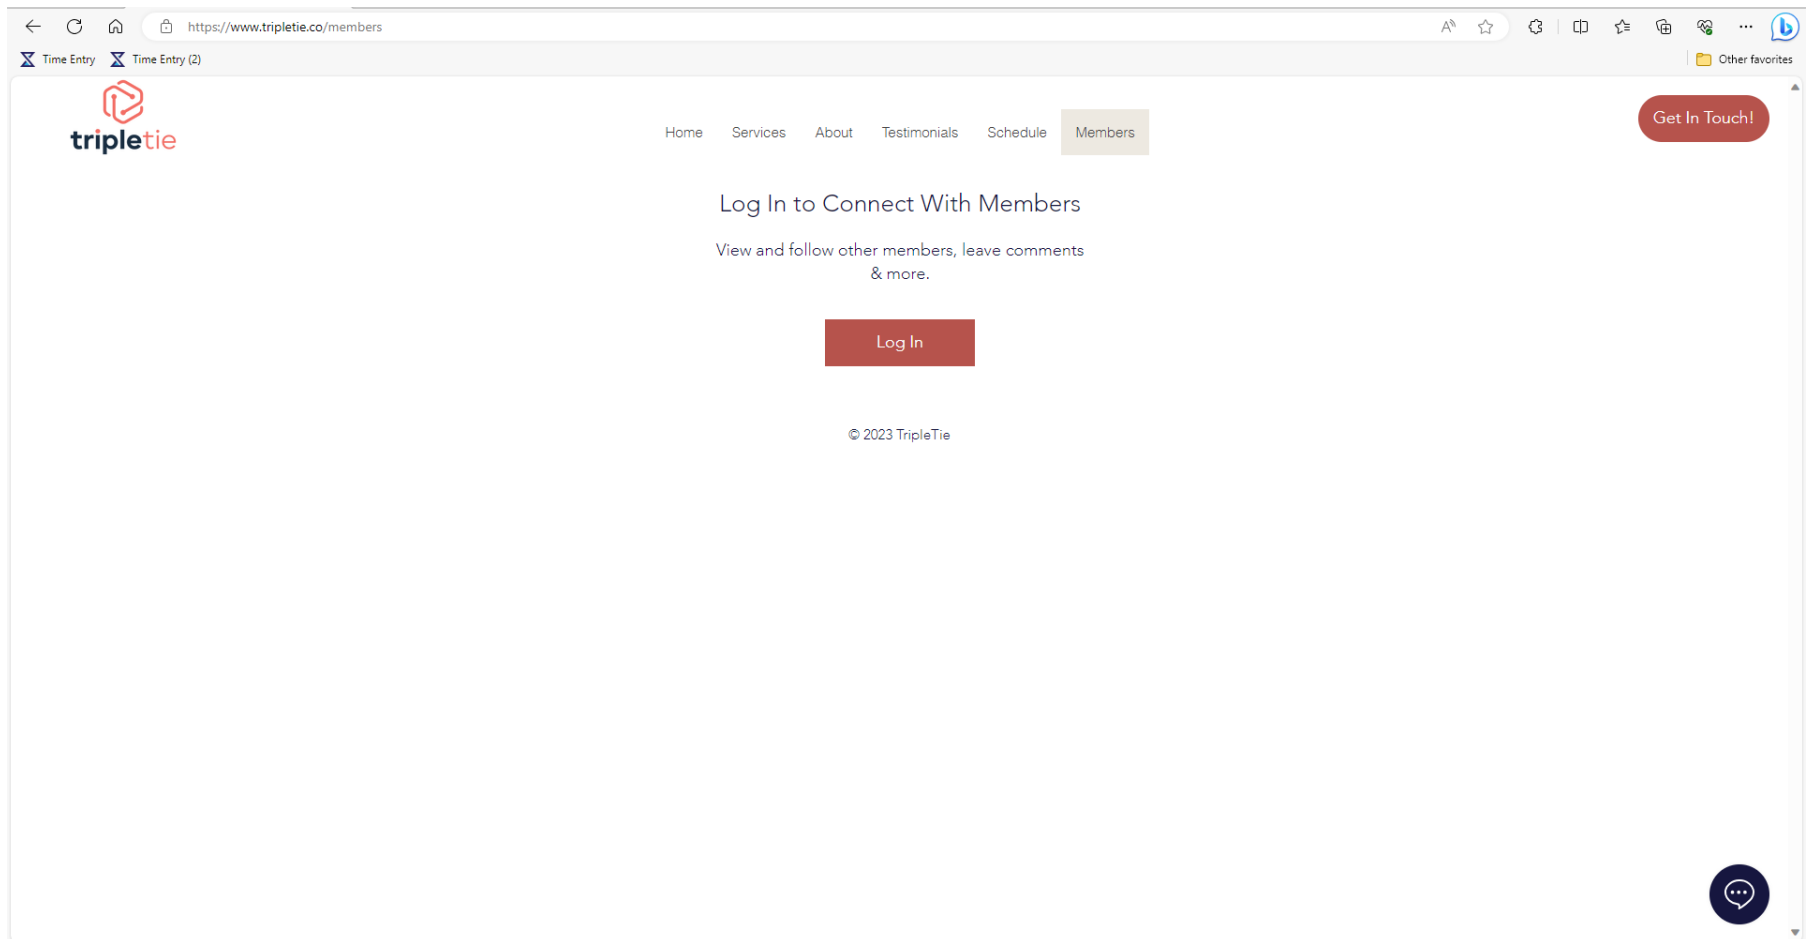 https://www.tripletie.co/members
Time Entry
Time Entry (2)
Other favorites
tripletie
Home
Services
About
Testimonials
Schedule
Members
Get In Touch!
Log In to Connect With Members
View and follow other members, leave comments
& more.
Log In
© 2023 TripleTie